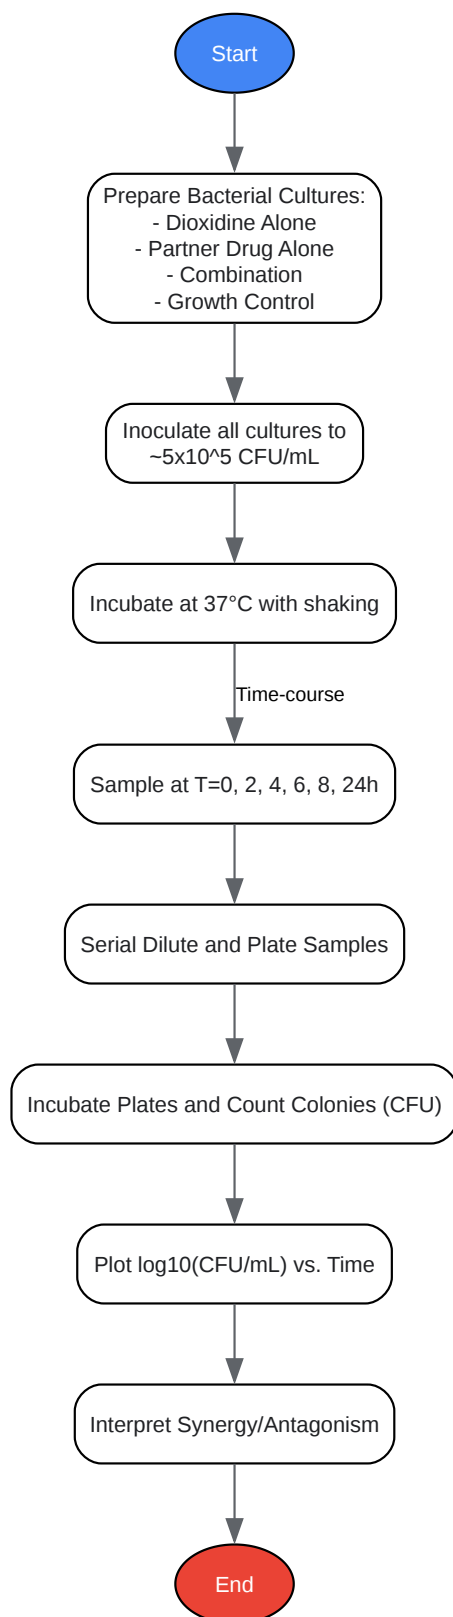 Start
Prepare Bacterial Cultures:
- Dioxidine Alone
- Partner Drug Alone
- Combination
- Growth Control
Inoculate all cultures to
~5x10^5 CFU/mL
Incubate at 37°C with shaking
Time-course
Sample at T=0, 2, 4, 6, 8, 24h
Serial Dilute and Plate Samples
Incubate Plates and Count Colonies (CFU)
Plot log10(CFU/mL) vs. Time
Interpret Synergy/Antagonism
End